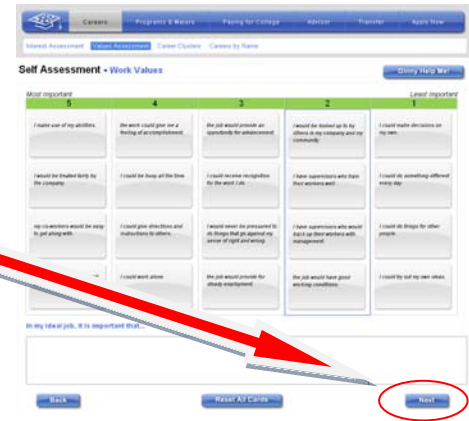 Careers
Programs & Majors
Paying for College
Advisor
Transfer
Apply Now
Interest Assessment
Values Assessment
Career Clusters
Careers by Name
Self Assessment - Work Values
Ginny Help Me!
Most important
Least important
5
4
3
2
1
I make use of my abilities.
the work could give me a
feeling of accomplishment.
the job would provide an
opportunity for advancement.
I would be looked up to by
others in my company and my
community.
I could make decisions on
my own.
I would be treated fairly by
the company.
I could be busy all the time.
I could receive recognition
for the work I do.
I have supervisors who train
their workers well.
I could do something different
every day.
my co-workers would be easy
to get along with.
I could give directions and
instructions to others.
I would never be pressured to
do things that go against my
sense of right and wrong.
I have supervisors who would
back up their workers with
management.
I could do things for other
people.
I could work alone.
the job would provide for
steady employment.
the job would have good
working conditions.
I could try out my own ideas.
In my ideal job, it is important that...
Back
Reset All Cards
Next